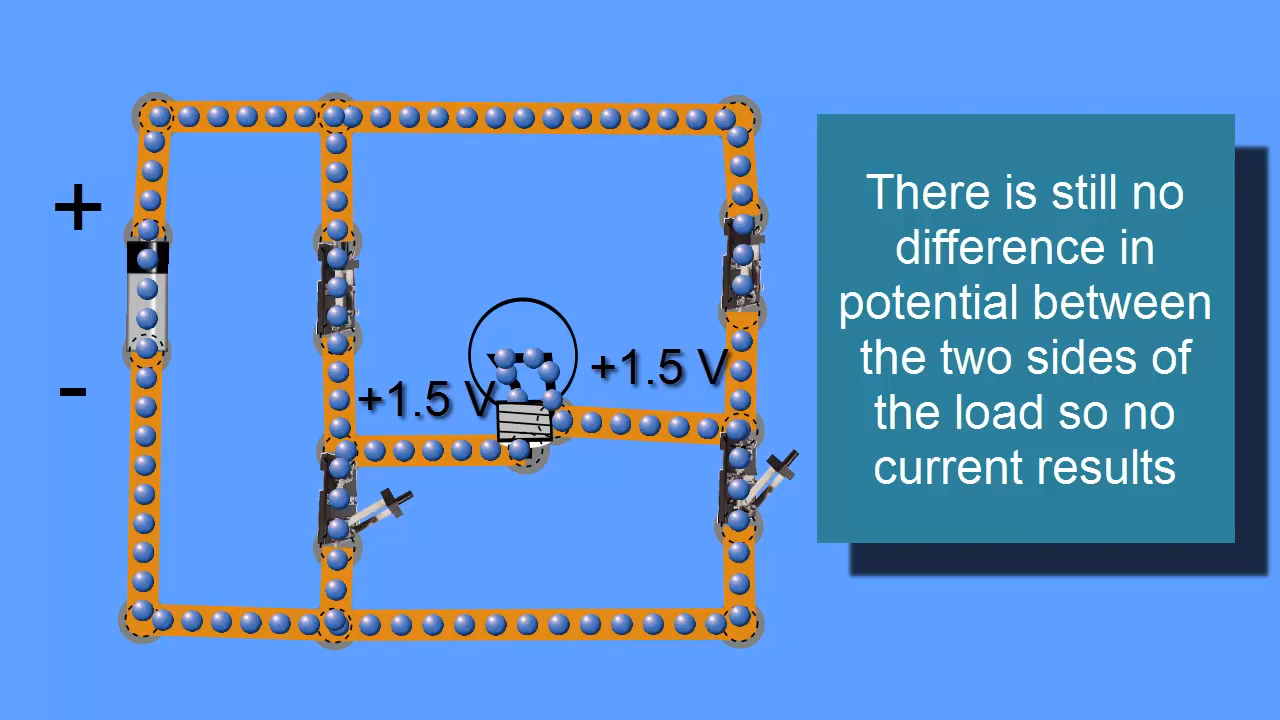 +
-
+1.5 V
+1.5 V
There is still no
difference in
potential between
the two sides of
the load so no
current results